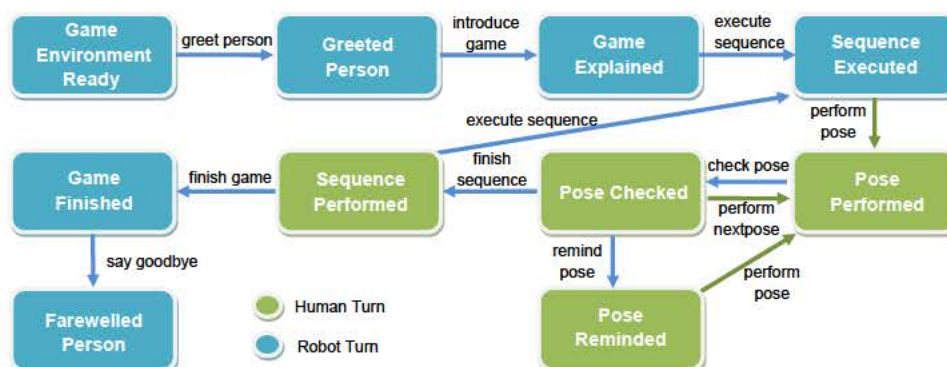 Game
Environment
Ready
greet person
Greeted
Person
introduce
game
Game
Explained
execute
sequence
Sequence
Executed
execute sequence
perform
pose
Game
Finished
finish game
Sequence
Performed
finish
sequence
Pose Checked
check pose
perform
nextpose
Pose
Performed
say goodbye
remind
pose
perform
pose
Farewelled
Person
Human Turn
Robot Turn
Pose
Reminded